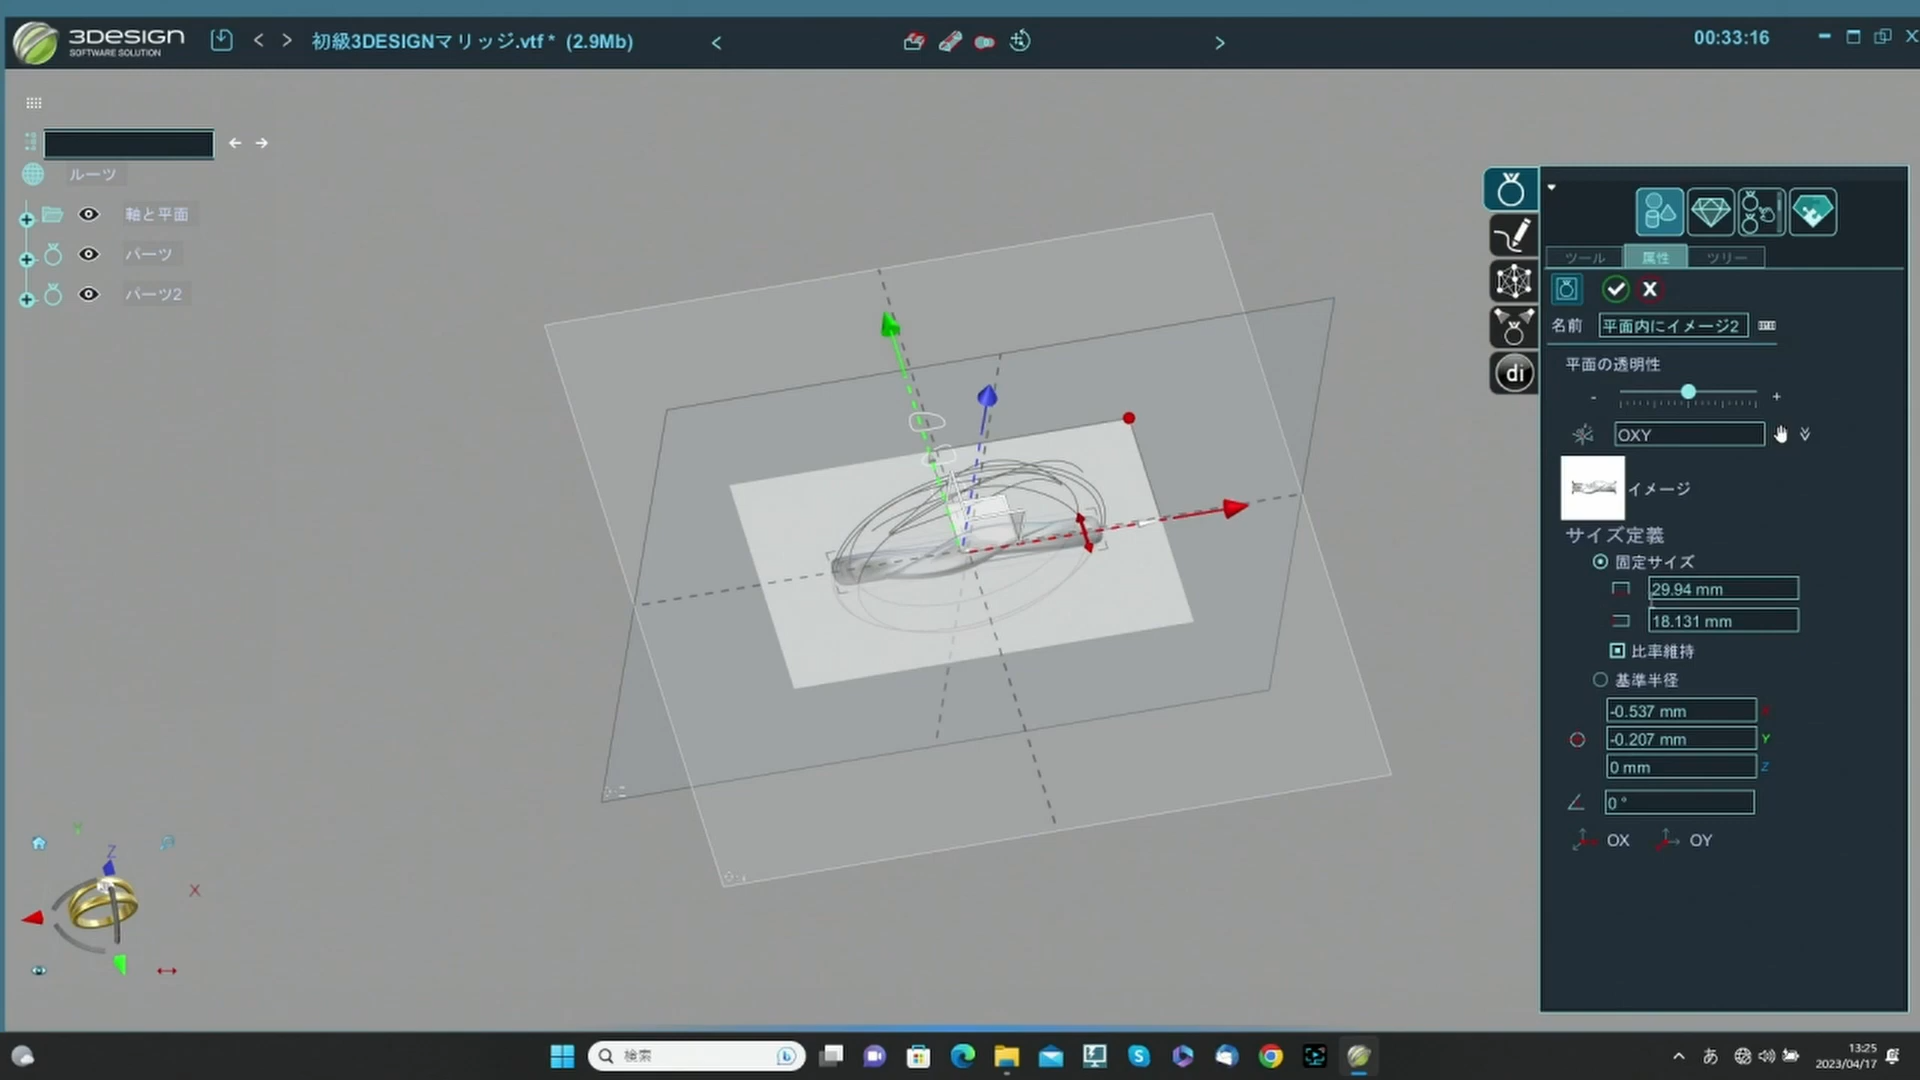 3DESIGN
SOFTWARE SOLUTION
初級3DESIGNマリッジ.vtf * (2.9Mb)
00:33:16
ルーツ
軸と平面
パーツ
パーツ2
ツール
属性
ツリー
名前
平面内にイメージ2
平面の透明性
- +
OXY
イメージ
サイズ定義
固定サイズ
29.94 mm
18.131 mm
比率維持
基準半径
-0.537 mm
-0.207 mm Y
0 mm Z
0 °
OX OY
di
Y
Z
X
検索
あ
13:25
2023/04/17